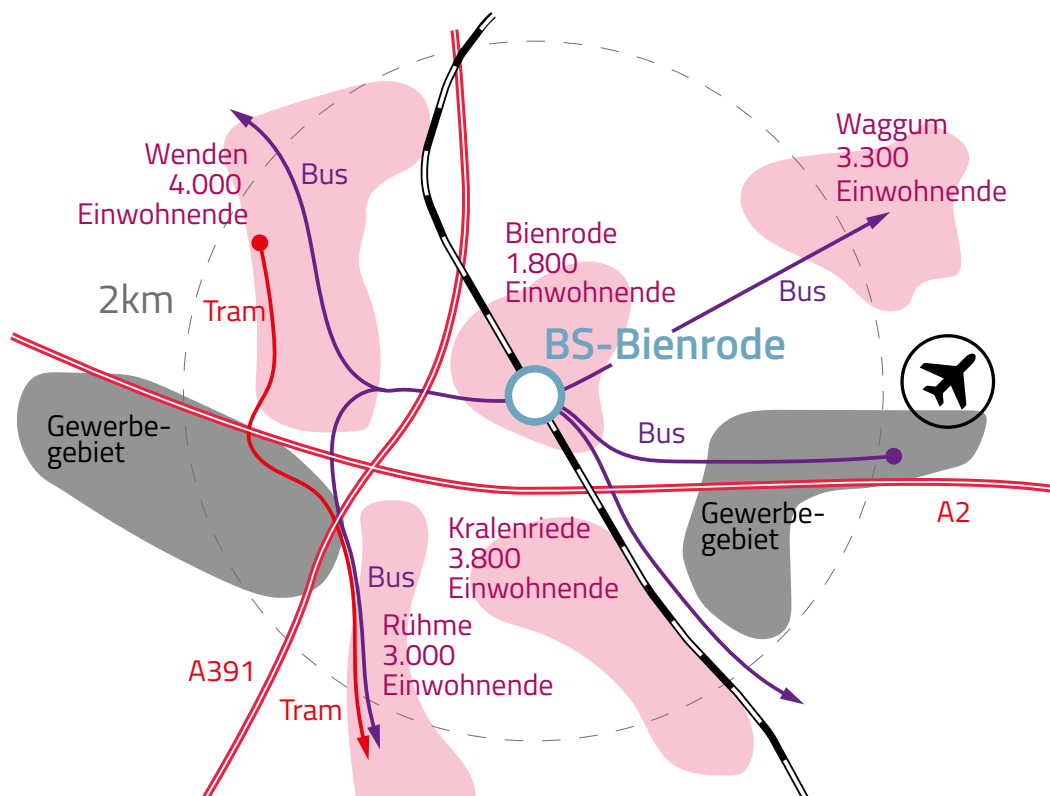 Waggum
3.300
Einwohnende
Wenden
4.000
Einwohnende
Bus
Bienrode
1.800
Einwohnende
Bus
2km
Tram
BS-Bienrode
Gewerbe-
gebiet
Bus
Gewerbe-
gebiet
A2
Kralenriede
3.800
Einwohnende
Bus
Rühme
3.000
Einwohnende
A391
Tram